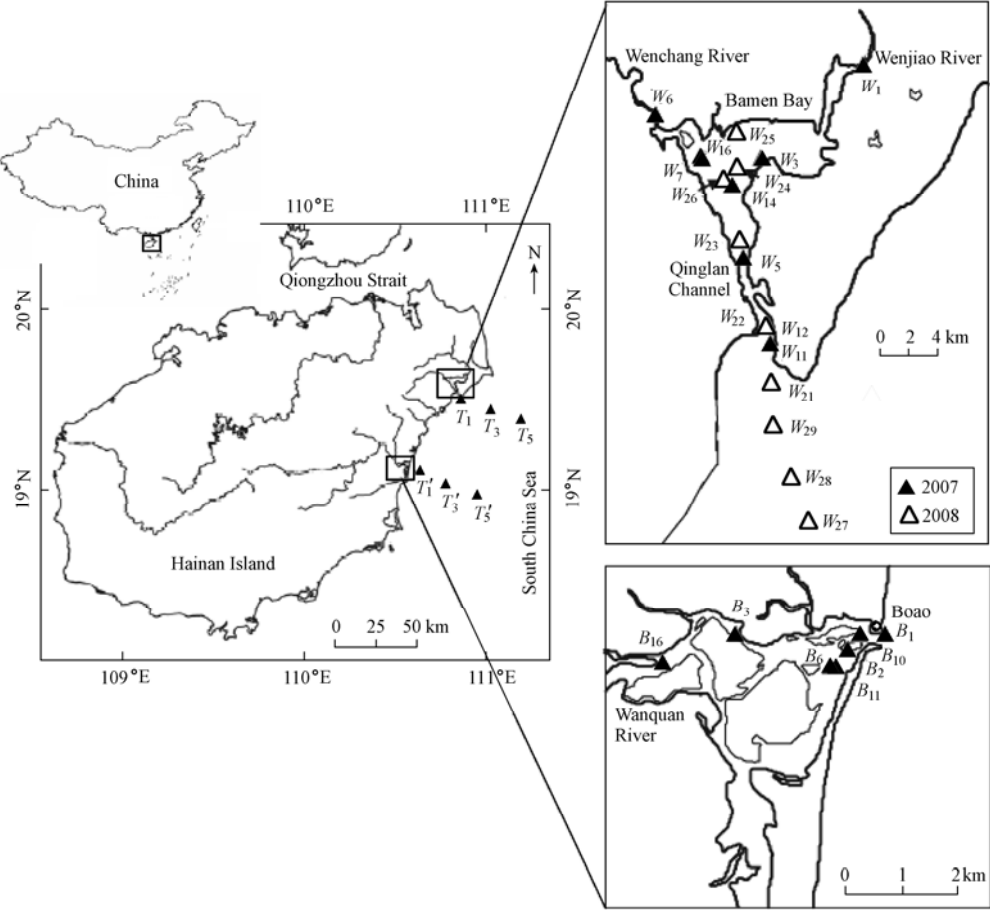 China
110°E
111°E
N
Qiongzhou Strait
20°N
20°N
T1
T3
T5
19°N
19°N
T′1
T′3
T′5
South China Sea
Hainan Island
0 25 50 km
109°E
110°E
111°E
Wenchang River
Wenjiao River
W1
W6
Bamen Bay
W25
W16
W3
W7
W24
W26
W14
W23
W5
Qinglan
Channel
W22
W12
W11
0 2 4 km
W21
W29
W28
W27
2007
2008
Boao
B3
B1
B16
B10
B6
B2
B11
Wanquan
River
0 1 2 km